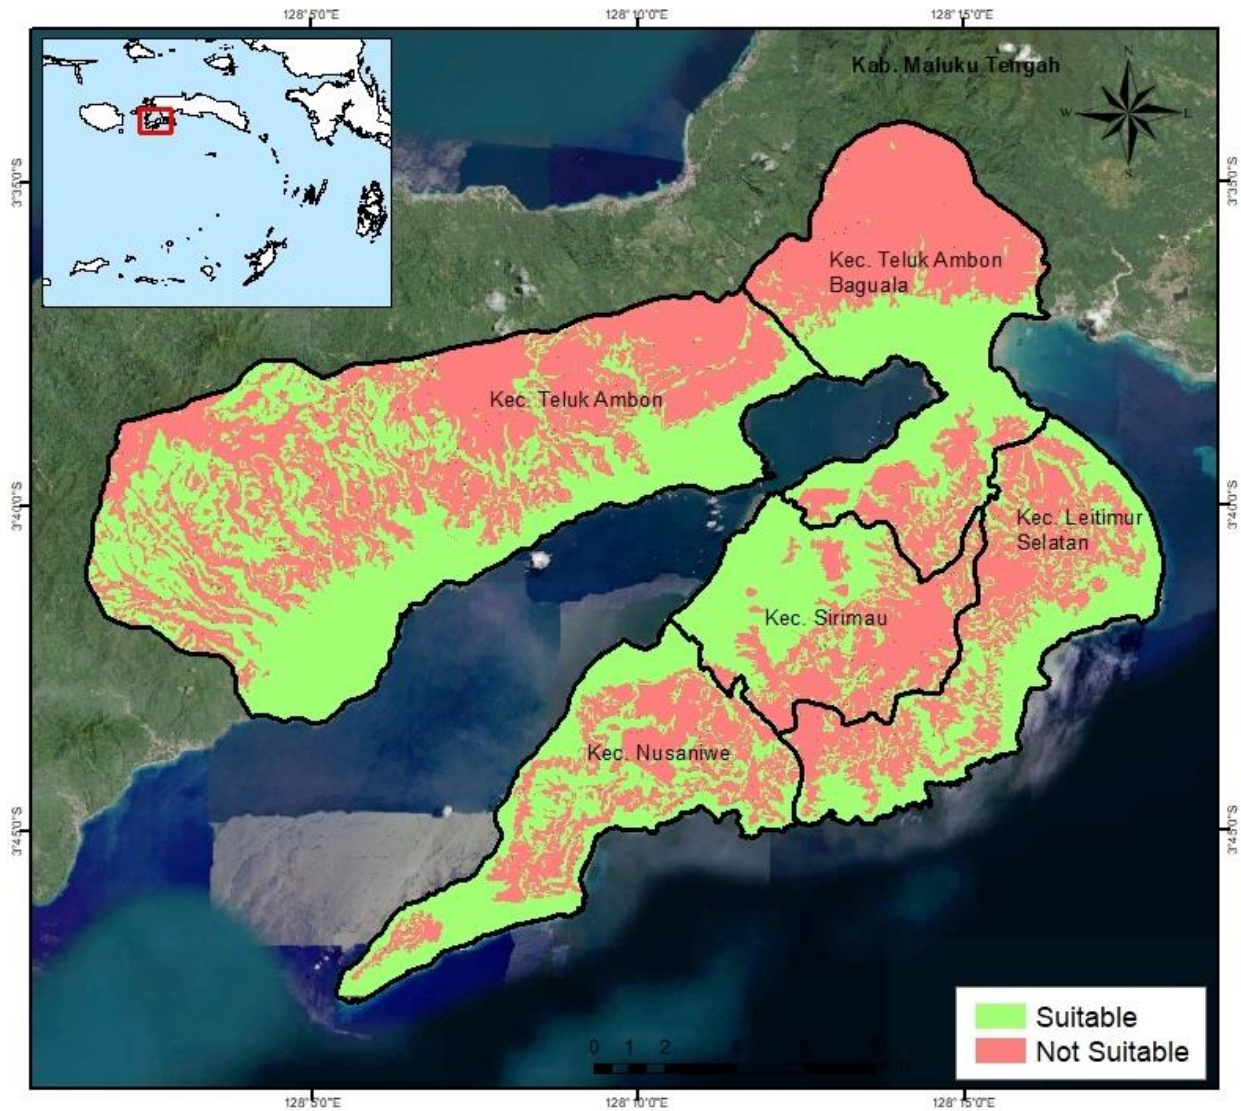 128°5'0"E
128°10'0"E
128°15'0"E
Kab. Maluku Tengah
N
W
E
S
3°35'0"S
3°35'0"S
Kec. Teluk Ambon
Baguala
Kec. Teluk Ambon
3°40'0"S
3°40'0"S
Kec. Leitimur
Selatan
Kec. Sirimau
Kec. Nusaniwe
3°45'0"S
3°45'0"S
Suitable
Not Suitable
0 1 2 4
128°5'0"E
128°10'0"E
128°15'0"E